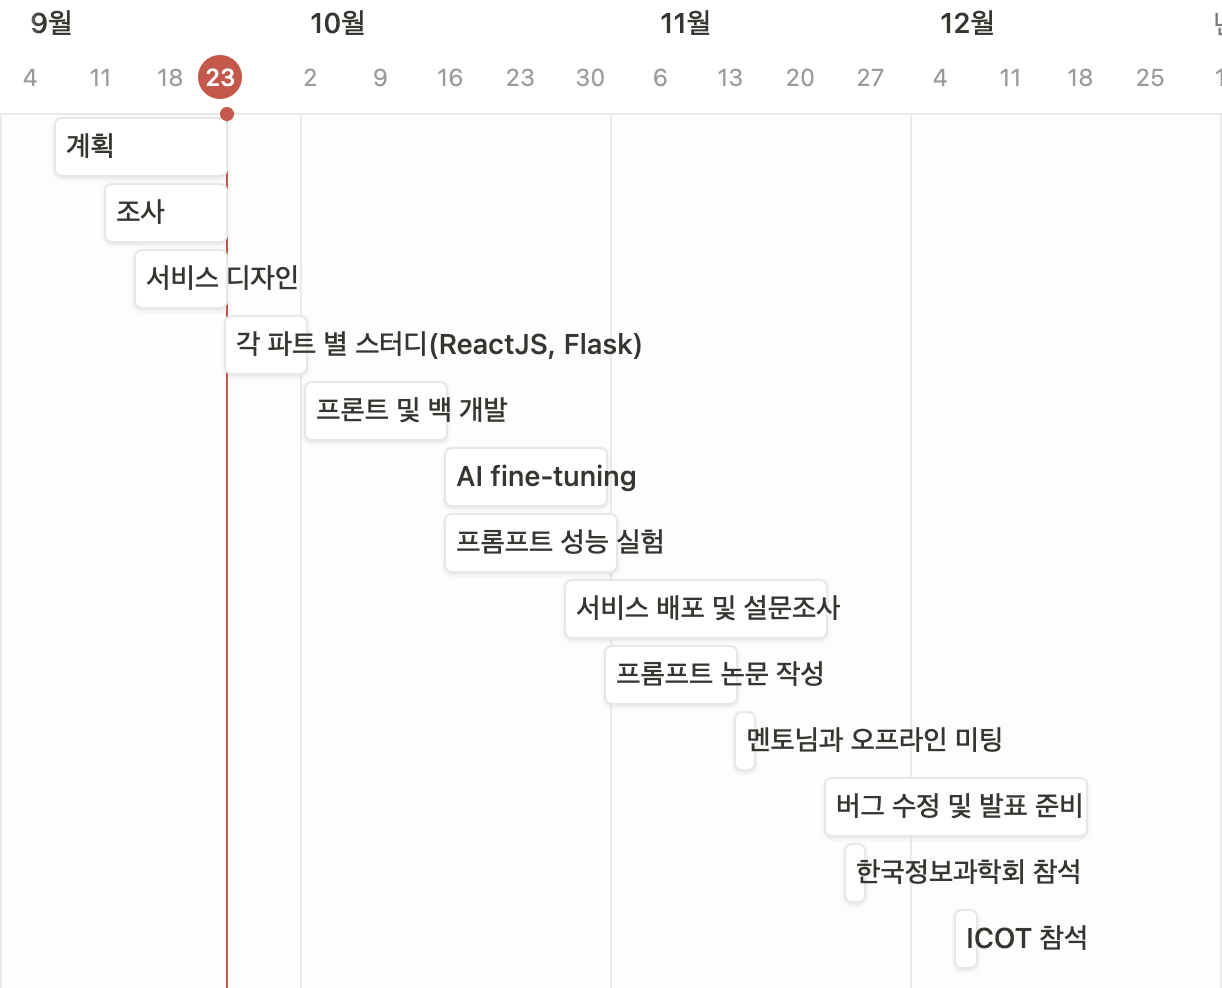 9월 10월 11월 12월
4 11 18 23 2 9 16 23 30 6 13 20 27 4 11 18 25 1
계획
조사
서비스 디자인
각 파트 별 스터디(ReactJS, Flask)
프론트 및 백 개발
AI fine-tuning
프롬프트 성능 실험
서비스 배포 및 설문조사
프롬프트 논문 작성
멘토님과 오프라인 미팅
버그 수정 및 발표 준비
한국정보과학회 참석
ICOT 참석